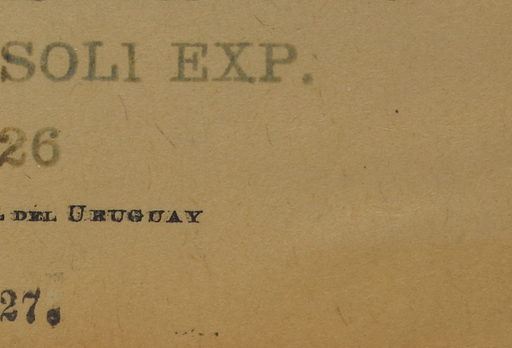 SOLI EXP.
26
L DEL URUGUAY
27.